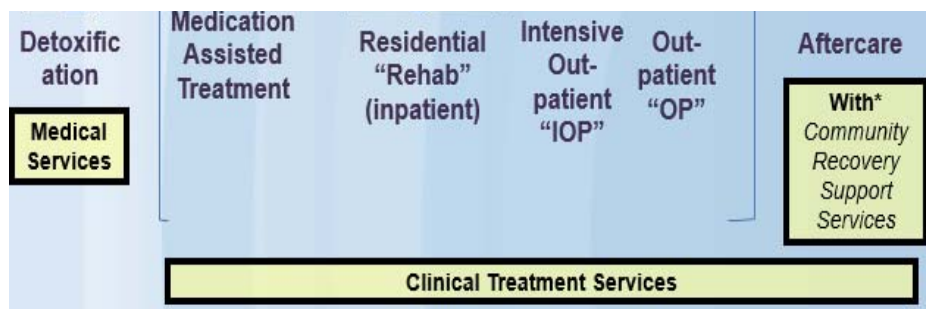 Detoxific
ation
Medical
Services
Medication
Assisted
Treatment
Residential
“Rehab”
(inpatient)
Intensive
Out-
patient
“IOP”
Out-
patient
“OP”
Aftercare
With*
Community
Recovery
Support
Services
Clinical Treatment Services